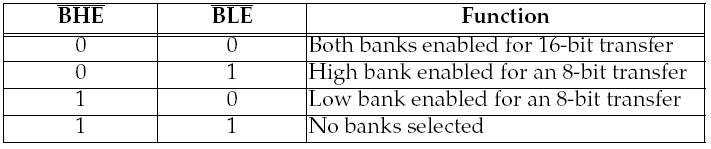 BHE BLE Function
0 0 Both banks enabled for 16-bit transfer
0 1 High bank enabled for an 8-bit transfer
1 0 Low bank enabled for an 8-bit transfer
1 1 No banks selected